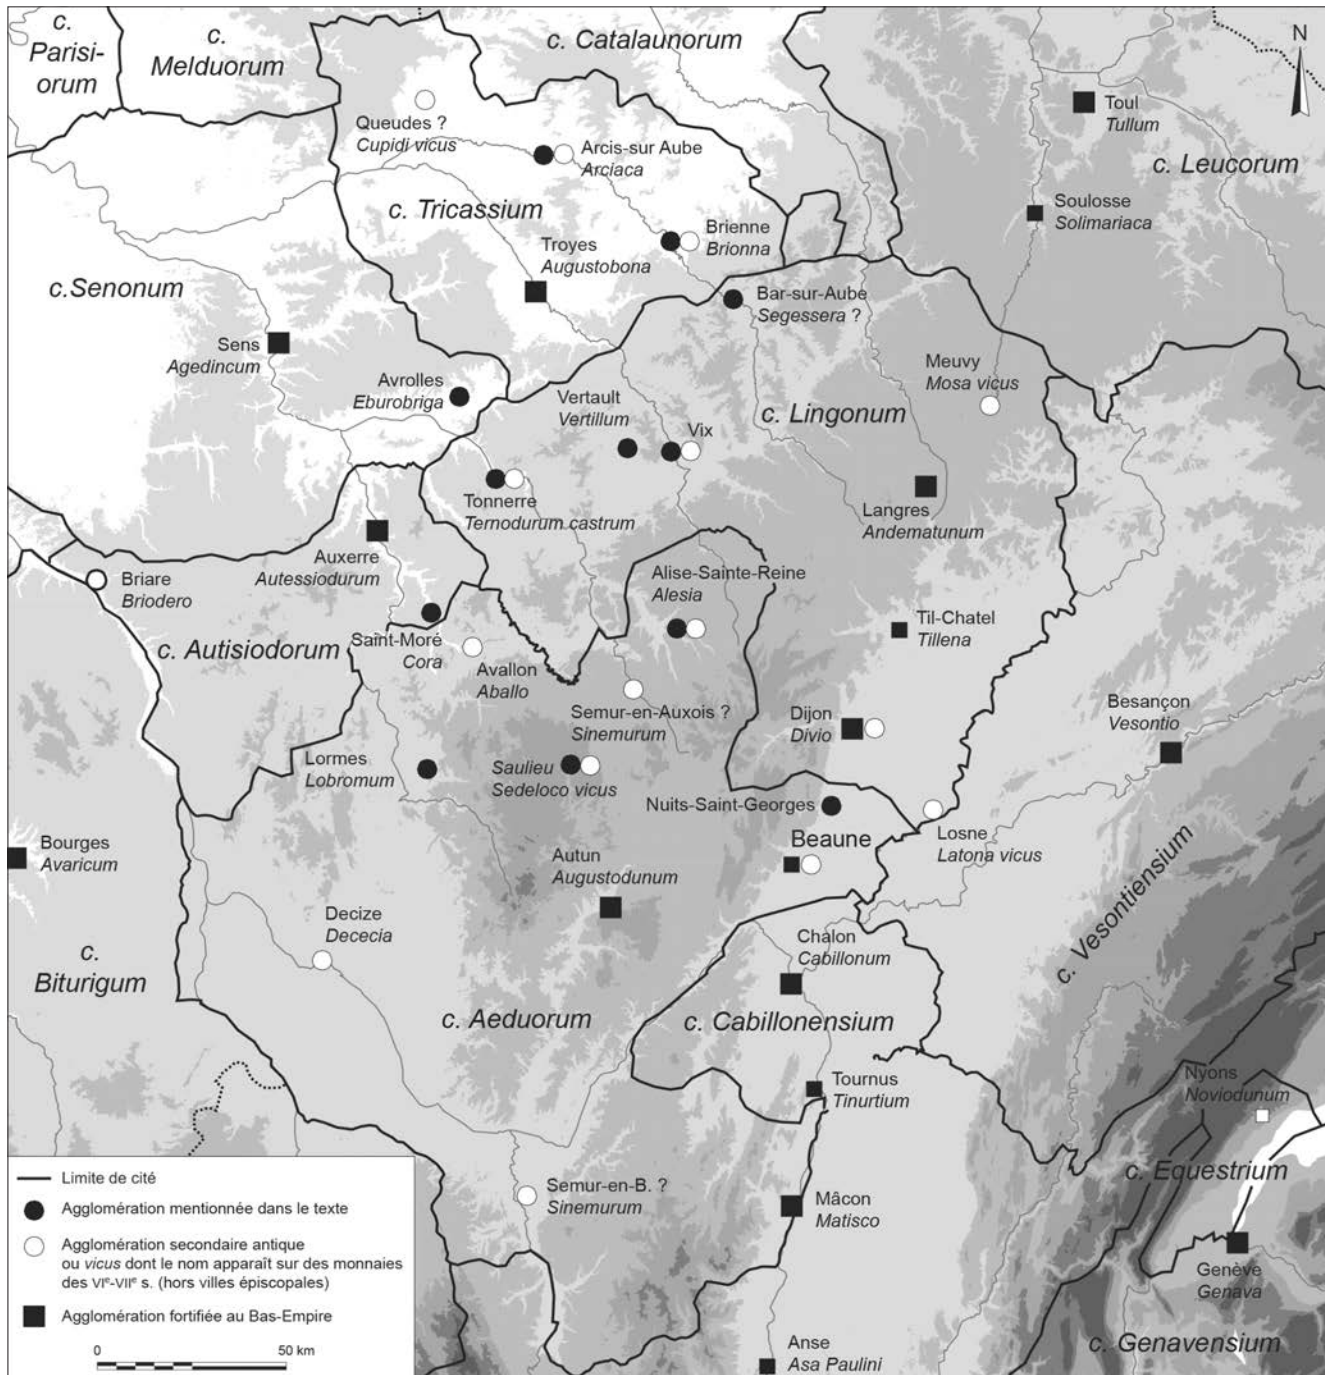 c.
Parisi-
orum
c.
Melduorum
c. Catalaunorum
N
Queudes ?
Cupidi vicus
Arcis-sur Aube
Arciaca
Toul
Tullum
c. Leucorum
c. Tricassium
Soulosse
Solimariaca
Brienne
Brionna
Troyes
Augustobona
c.Senonum
Bar-sur-Aube
Segessera ?
Sens
Agedincum
Meuvy
Mosa vicus
Avrolles
Eburobriga
Vertault
Vertillum
c. Lingonum
Vix
Tonnerre
Ternodurum castrum
Langres
Andematunum
Auxerre
Autessiodurum
Briare
Briodero
Alise-Sainte-Reine
Alesia
Til-Chatel
Tillena
c. Autisiodorum
Saint-Moré
Cora
Avallon
Aballo
Semur-en-Auxois ?
Sinemurum
Dijon
Divio
Besançon
Vesontio
Lormes
Lobromum
Saulieu
Sedeloco vicus
Nuits-Saint-Georges
Beaune
Losne
Latona vicus
Bourges
Avaricum
Autun
Augustodunum
c. Vesontiensium
Decize
Dececia
Chalon
Cabillonum
c.
Biturigum
c. Aeduorum
c. Cabillonensium
Tournus
Tinurtium
Nyons
Noviodunum
c. Equestrium
Semur-en-B. ?
Sinemurum
Mâcon
Matisco
Genève
Genava
c. Genavensium
Anse
Asa Paulini
Limite de cité
Agglomération mentionnée dans le texte
Agglomération secondaire antique
ou vicus dont le nom apparaît sur des monnaies
des VIe-VIIe s. (hors villes épiscopales)
Agglomération fortifiée au Bas-Empire
0 50 km